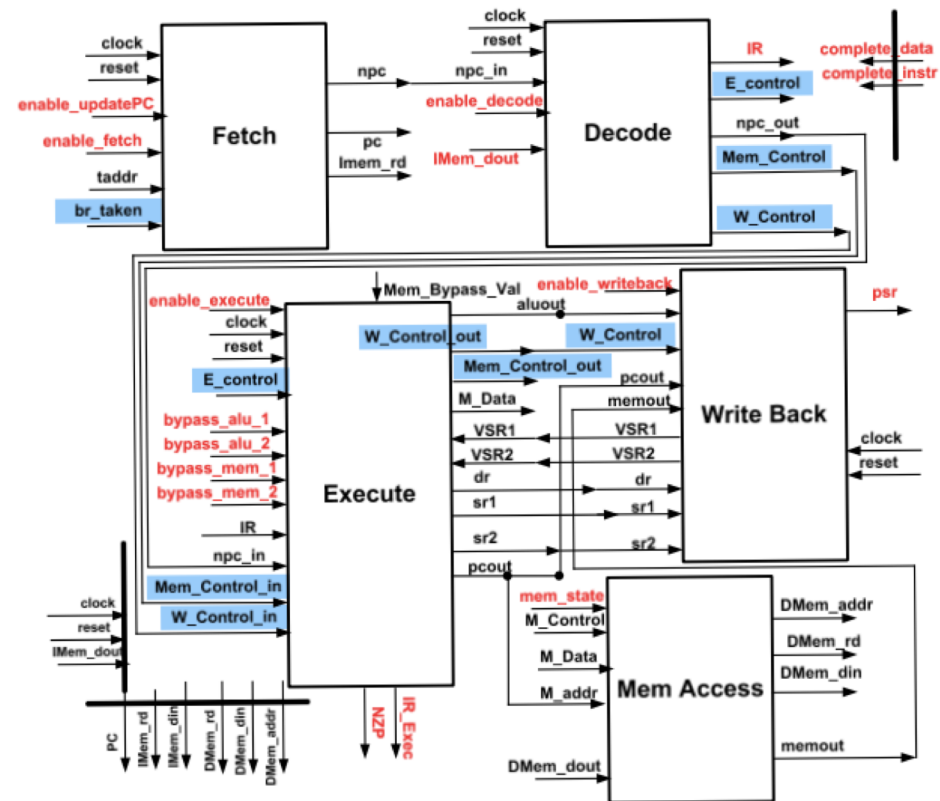 clock
reset
enable_updatePC
enable_fetch
taddr
br_taken
Fetch
npc
pc
Imem_rd
clock
reset
npc_in
enable_decode
IMem_dout
Decode
IR
E_control
npc_out
Mem_Control
W_Control
complete_data
complete_instr
enable_execute
clock
reset
E_control
bypass_alu_1
bypass_alu_2
bypass_mem_1
bypass_mem_2
IR
npc_in
Mem_Control_in
W_Control_in
Mem_Bypass_Val
Execute
aluout
W_Control_out
Mem_Control_out
M_Data
VSR1
VSR2
dr
sr1
sr2
pcout
NZP
IR_Exec
enable_writeback
W_Control
pcout
memout
VSR1
VSR2
dr
sr1
sr2
Write Back
psr
clock
reset
mem_state
M_Control
M_Data
M_addr
DMem_dout
Mem Access
DMem_addr
DMem_rd
DMem_din
memout
clock
reset
IMem_dout
PC
IMem_rd
IMem_din
DMem_rd
DMem_din
DMem_addr